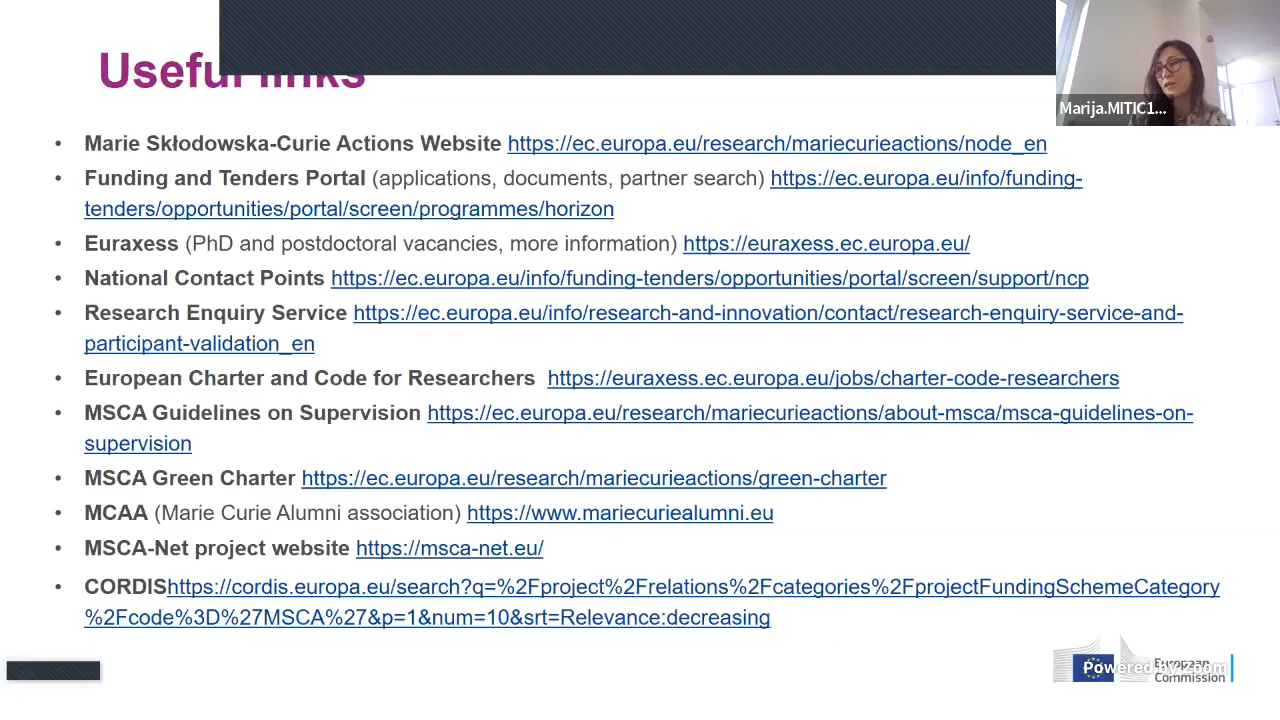 Useful links
Marija.MITIC1...
• Marie Skłodowska-Curie Actions Website https://ec.europa.eu/research/mariecurieactions/node_en
• Funding and Tenders Portal (applications, documents, partner search) https://ec.europa.eu/info/funding-
tenders/opportunities/portal/screen/programmes/horizon
• Euraxess (PhD and postdoctoral vacancies, more information) https://euraxess.ec.europa.eu/
• National Contact Points https://ec.europa.eu/info/funding-tenders/opportunities/portal/screen/support/ncp
• Research Enquiry Service https://ec.europa.eu/info/research-and-innovation/contact/research-enquiry-service-and-
participant-validation_en
• European Charter and Code for Researchers https://euraxess.ec.europa.eu/jobs/charter-code-researchers
• MSCA Guidelines on Supervision https://ec.europa.eu/research/mariecurieactions/about-msca/msca-guidelines-on-
supervision
• MSCA Green Charter https://ec.europa.eu/research/mariecurieactions/green-charter
• MCAA (Marie Curie Alumni association) https://www.mariecuriealumni.eu
• MSCA-Net project website https://msca-net.eu/
• CORDIShttps://cordis.europa.eu/search?q=%2Fproject%2Frelations%2Fcategories%2FprojectFundingSchemeCategory
%2Fcode%3D%27MSCA%27&p=1&num=10&srt=Relevance:decreasing
European
Commission
Powered by Zoom